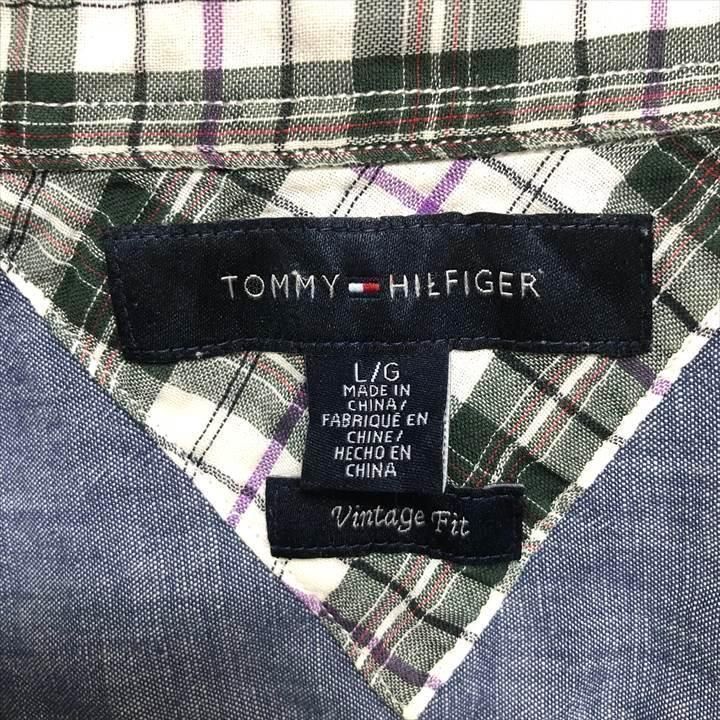 TOMMY HILFIGER
L/G
MADE IN
CHINA/
FABRIQUÉ EN
CHINE/
HECHO EN
CHINA
Vintage Fit